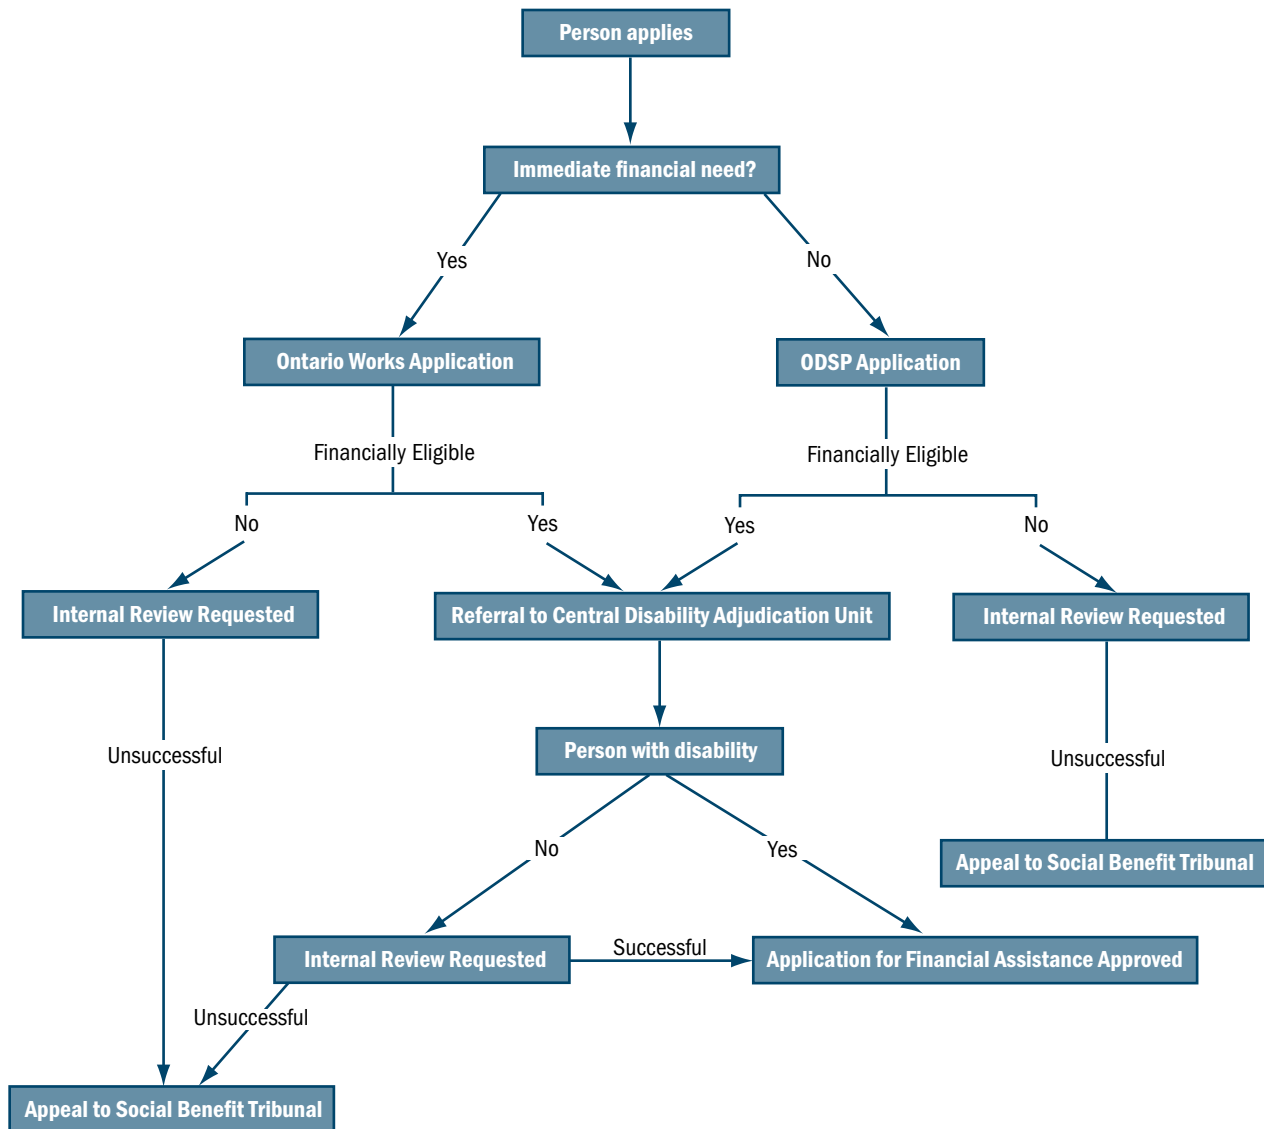 Person applies
Immediate financial need?
Yes
No
Ontario Works Application
ODSP Application
Financially Eligible
Financially Eligible
No
Yes
Yes
No
Internal Review Requested
Referral to Central Disability Adjudication Unit
Internal Review Requested
Person with disability
Unsuccessful
Unsuccessful
No
Yes
Appeal to Social Benefit Tribunal
Internal Review Requested
Successful
Application for Financial Assistance Approved
Unsuccessful
Appeal to Social Benefit Tribunal